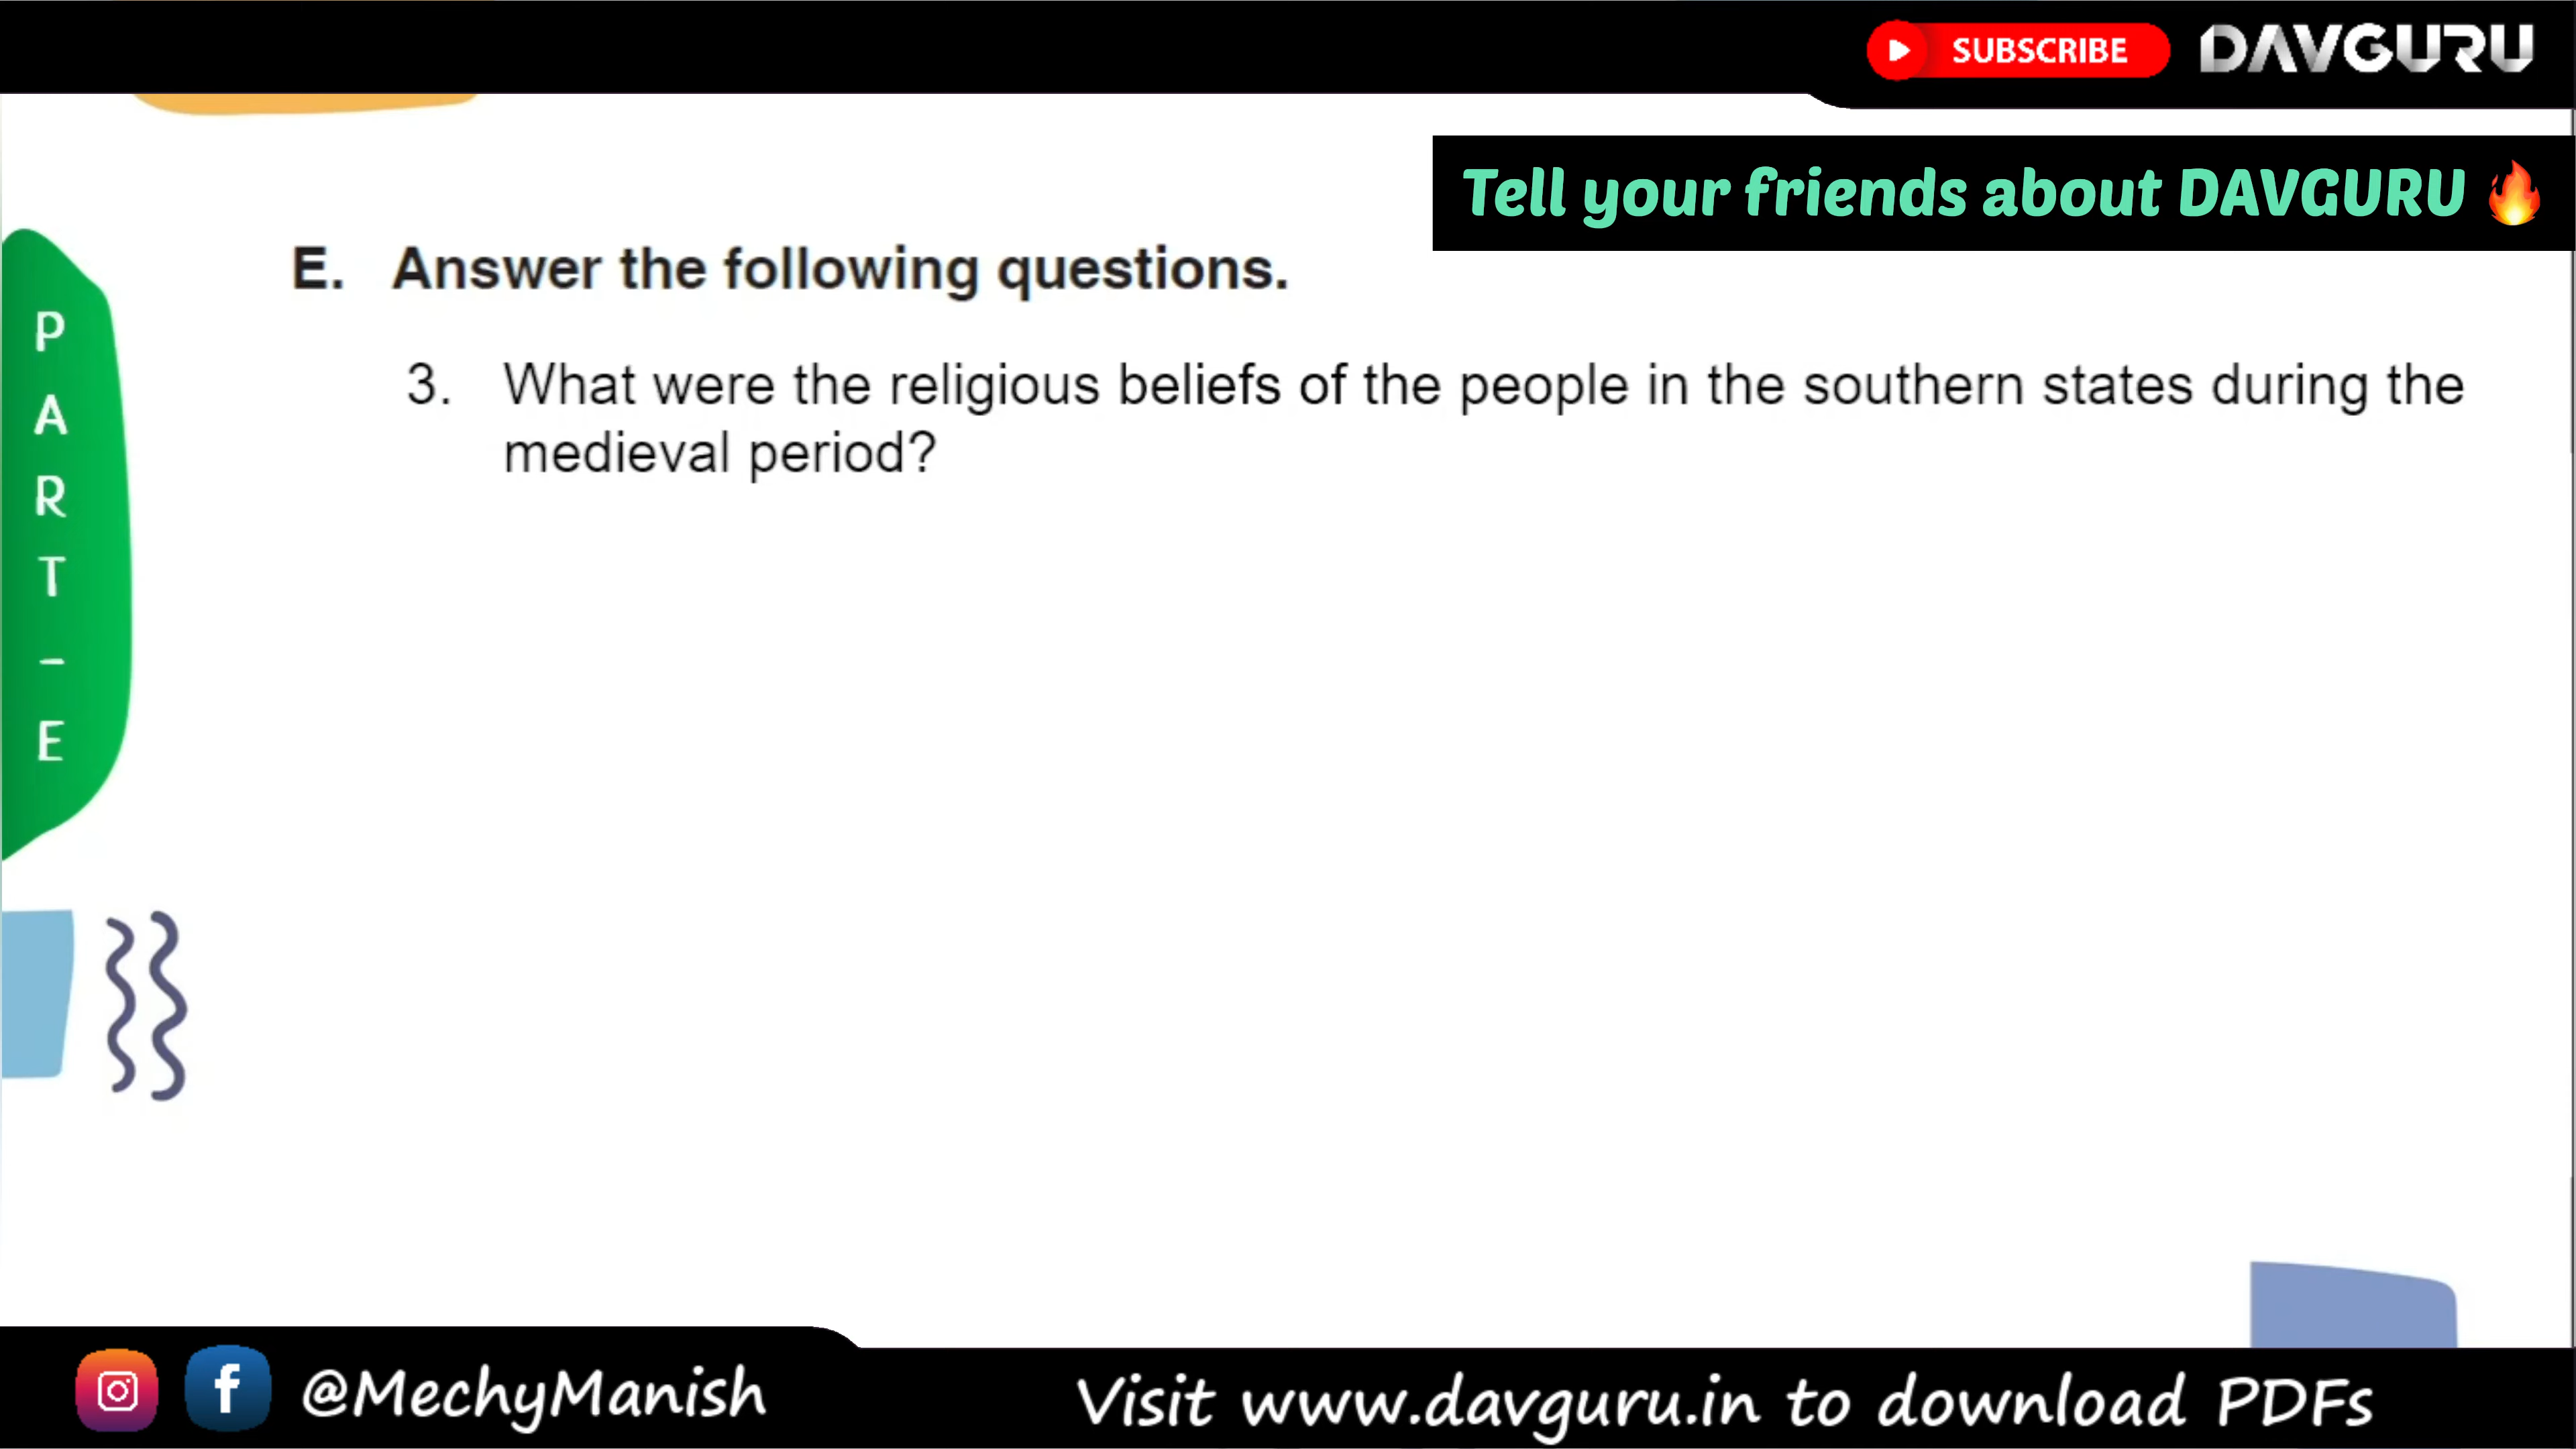 SUBSCRIBE DAVGURU
Tell your friends about DAVGURU 🔥
E. Answer the following questions.
3. What were the religious beliefs of the people in the southern states during the
medieval period?
P
A
R
T
-
E
@MechyManish
Visit www.davguru.in to download PDFs